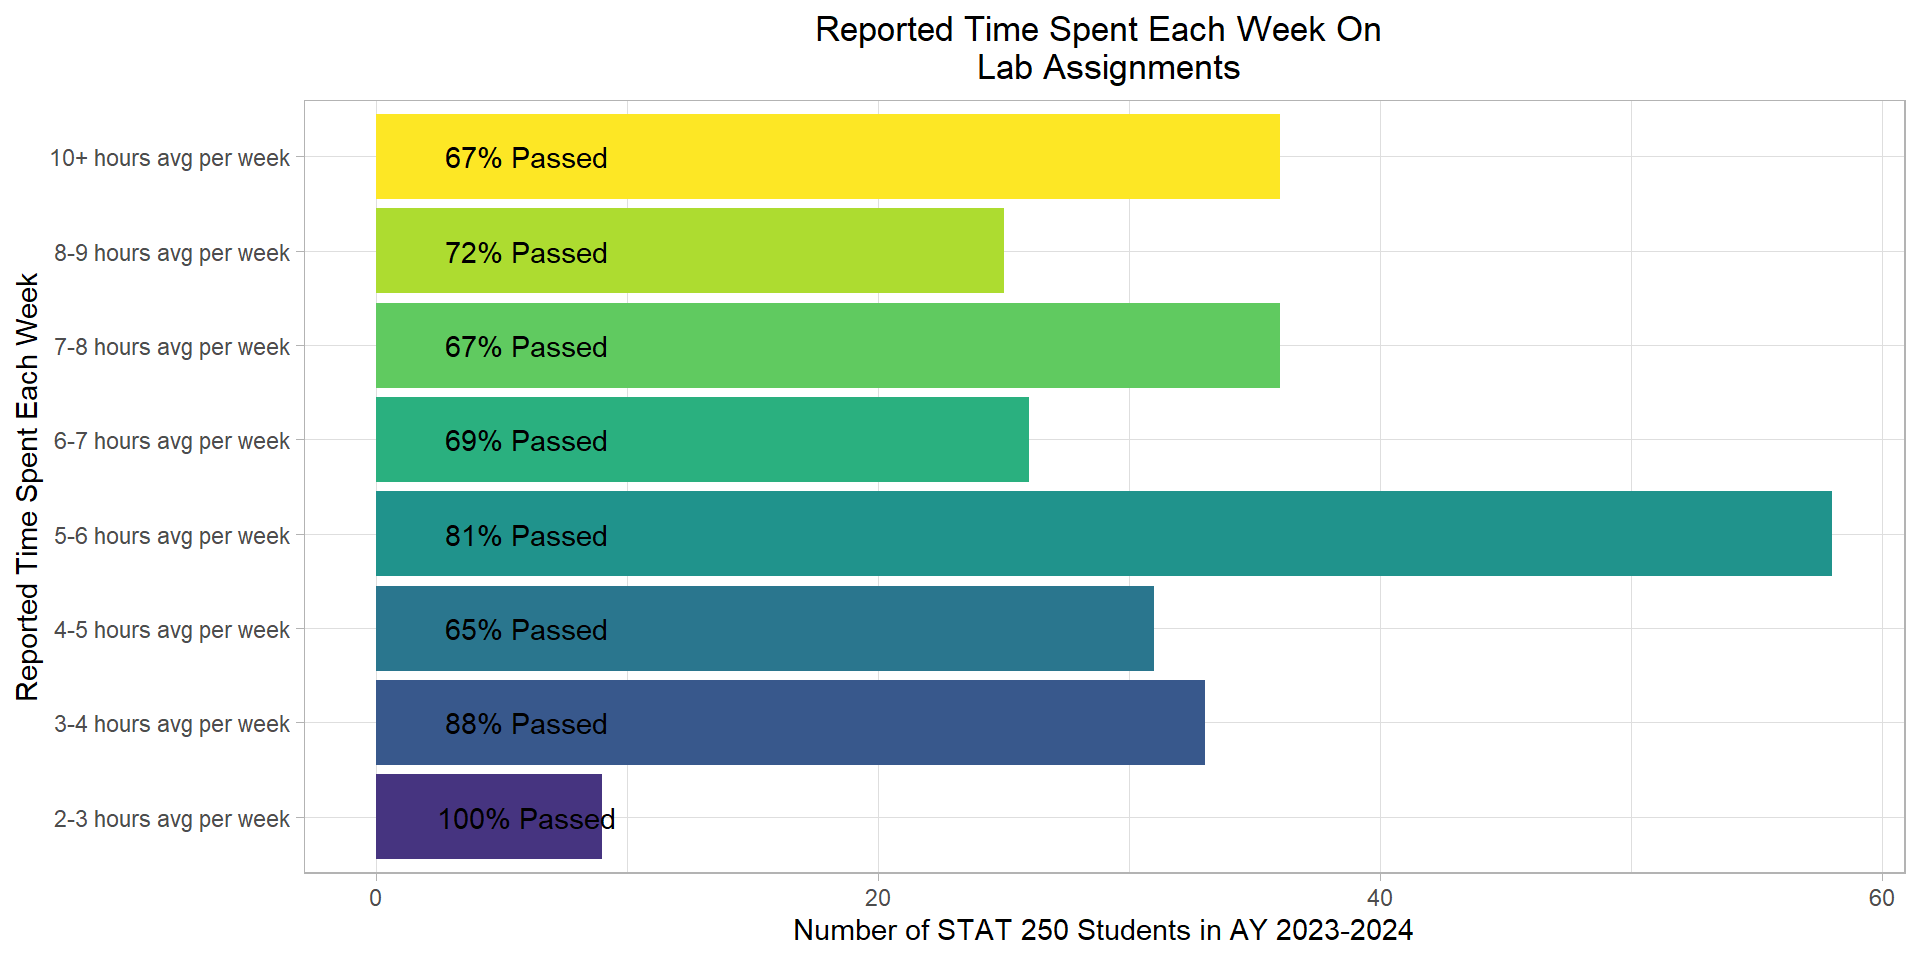 Reported Time Spent Each Week On
Lab Assignments
Reported Time Spent Each Week
10+ hours avg per week
67% Passed
8-9 hours avg per week
72% Passed
7-8 hours avg per week
67% Passed
6-7 hours avg per week
69% Passed
5-6 hours avg per week
81% Passed
4-5 hours avg per week
65% Passed
3-4 hours avg per week
88% Passed
2-3 hours avg per week
100% Passed
0 20 40 60
Number of STAT 250 Students in AY 2023-2024